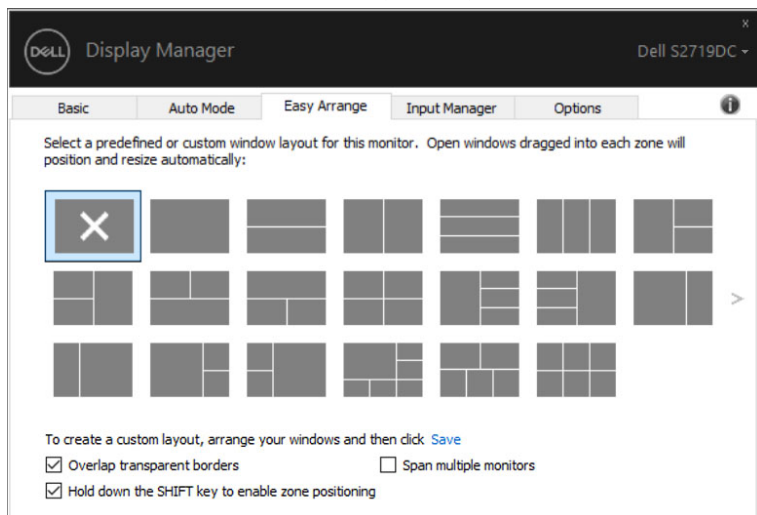 x
DELL
Display Manager
Dell S2719DC
Basic
Auto Mode
Easy Arrange
Input Manager
Options
i
Select a predefined or custom window layout for this monitor. Open windows dragged into each zone will
position and resize automatically:
To create a custom layout, arrange your windows and then click Save
Overlap transparent borders
Span multiple monitors
Hold down the SHIFT key to enable zone positioning